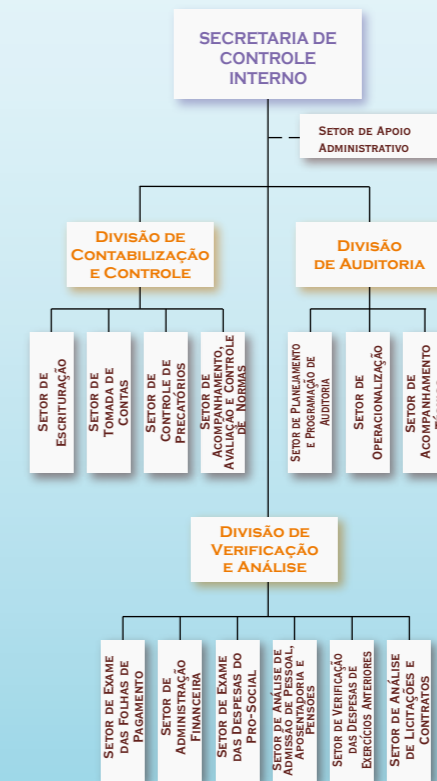 SECRETARIA DE
CONTROLE
INTERNO
SETOR DE APOIO
ADMINISTRATIVO
DIVISÃO DE
CONTABILIZAÇÃO
E CONTROLE
DIVISÃO
DE AUDITORIA
SETOR DE
ESCRITURAÇÃO
SETOR DE
TOMADA DE
CONTAS
SETOR DE
CONTROLE DE
PRECATÓRIOS
SETOR DE
ACOMPANHAMENTO,
AVALIAÇÃO E CONTROLE
DE NORMAS
SETOR DE PLANEJAMENTO
E PROGRAMAÇÃO DE
AUDITORIA
SETOR DE
OPERACIONALIZAÇÃO
SETOR DE
ACOMPANHAMENTO
DIVISÃO DE
VERIFICAÇÃO
E ANÁLISE
SETOR DE EXAME
DAS FOLHAS DE
PAGAMENTO
SETOR DE
ADMINISTRAÇÃO
FINANCEIRA
SETOR DE EXAME
DAS DESPESAS DO
PRO-SOCIAL
SETOR DE ANÁLISE DE
ADMISSÃO DE PESSOAL,
APOSENTADORIA E
PENSÕES
SETOR DE VERIFICAÇÃO
DAS DESPESAS DE
EXERCÍCIOS ANTERIORES
SETOR DE ANÁLISE
DE LICITAÇÕES E
CONTRATOS